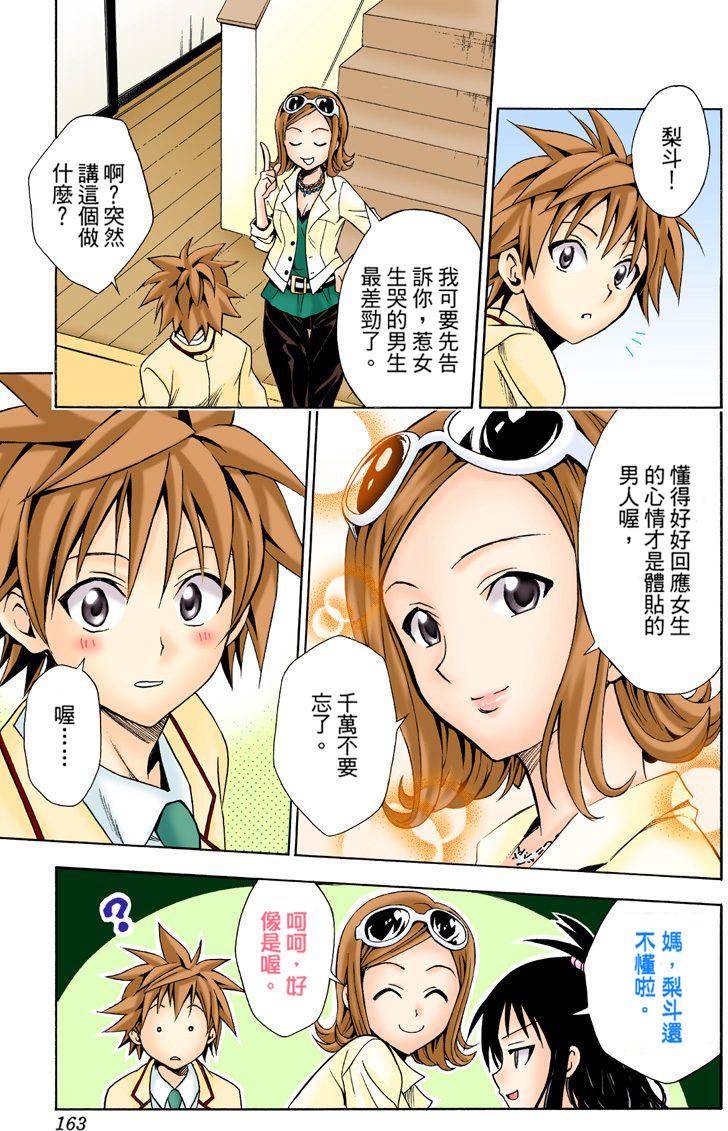 梨斗！
我可要先告
訴你，惹女
生哭的男生
最差勁了。
啊？突然
講這個做
什麼？
懂得好好回應女生
的心情才是體貼的
男人喔，
千萬不要
忘了。
喔⋯⋯
媽，梨斗還
不懂啦。
呵呵，好
像是喔。
?
163